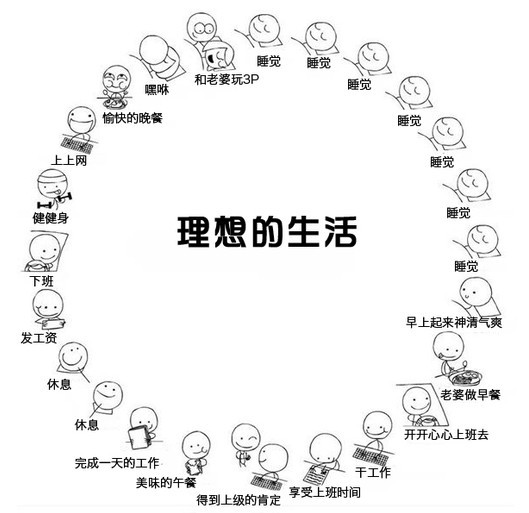 理想的生活
睡觉
睡觉
睡觉
睡觉
睡觉
睡觉
睡觉
早上起来神清气爽
老婆做早餐
开开心心上班去
干工作
享受上班时间
得到上级的肯定
美味的午餐
完成一天的工作
休息
休息
发工资
下班
健健身
上上网
愉快的晚餐
嘿咻
和老婆玩3P